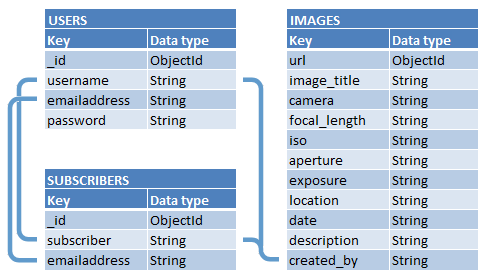 USERS
Key Data type
_id ObjectId
username String
emailaddress String
password String
SUBSCRIBERS
Key Data type
_id ObjectId
subscriber String
emailaddress String
IMAGES
Key Data type
url ObjectId
image_title String
camera String
focal_length String
iso String
aperture String
exposure String
location String
date String
description String
created_by String